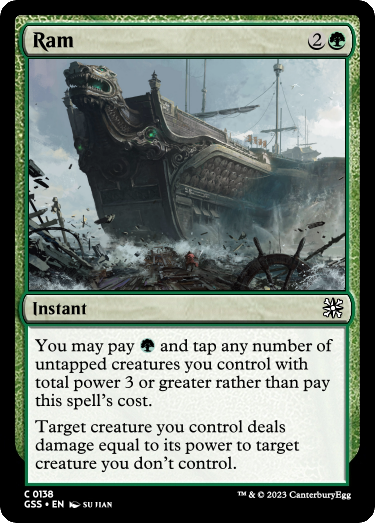 Ram 2
Instant
You may pay and tap any number of
untapped creatures you control with
total power 3 or greater rather than pay
this spell's cost.
Target creature you control deals
damage equal to its power to target
creature you don't control.
C 0138
GSS • EN SU JIAN ™ & © 2023 CanterburyEgg